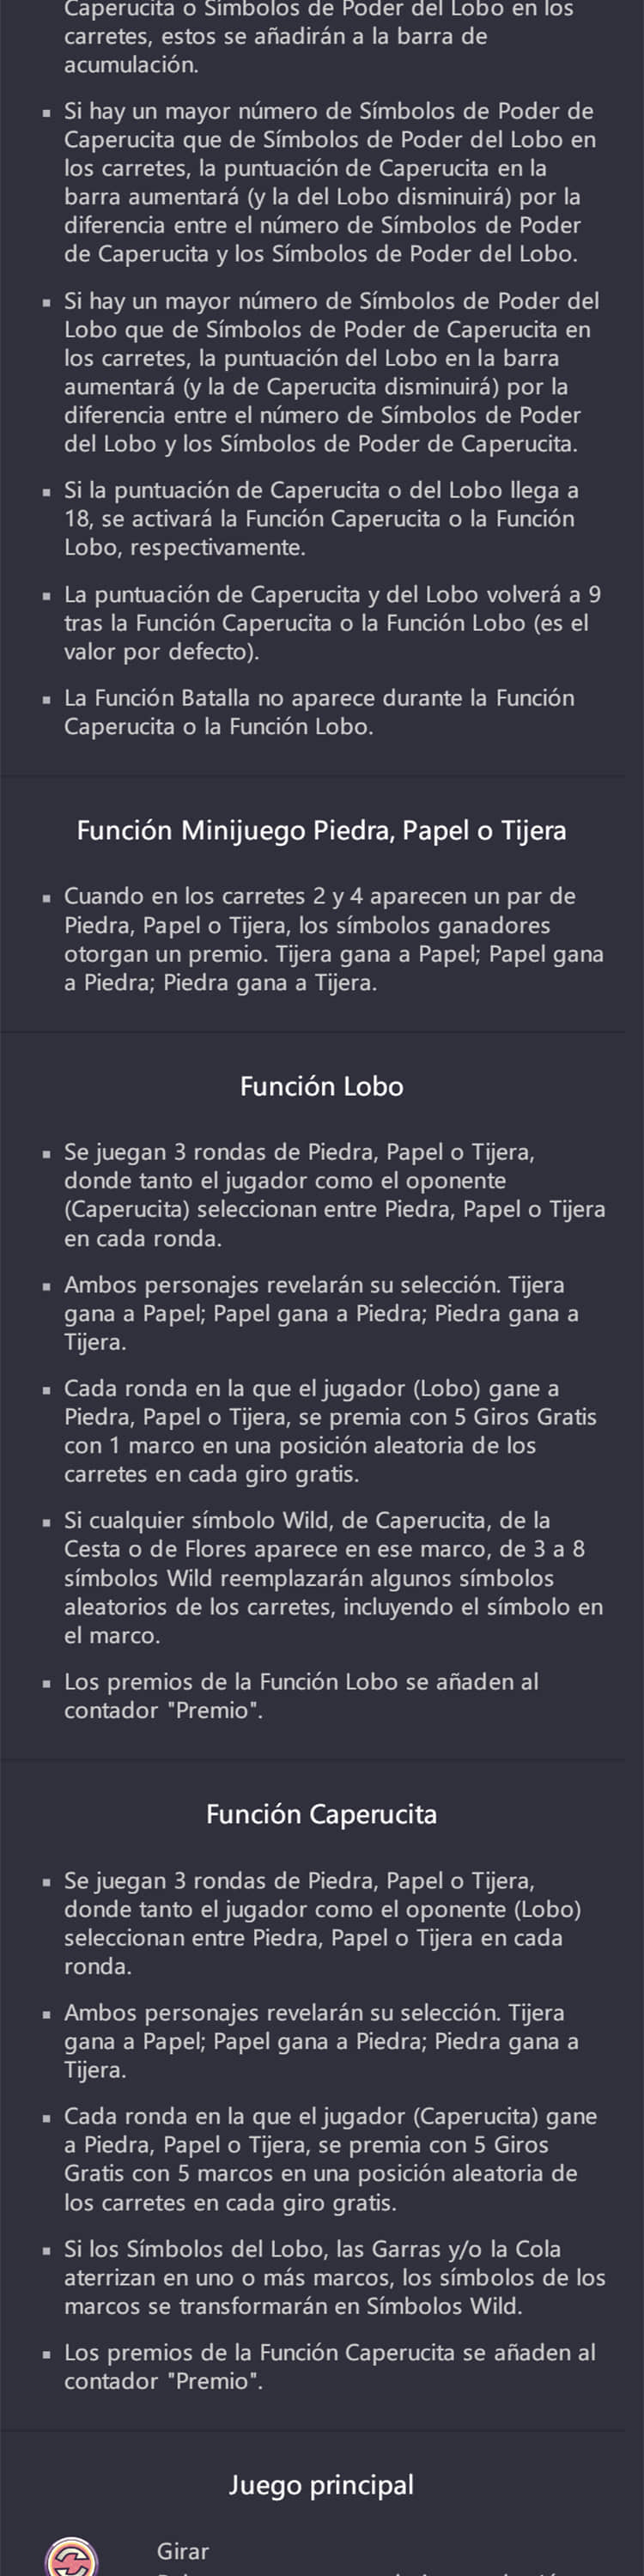 Caperucita o Símbolos de Poder del Lobo en los
carretes, estos se añadirán a la barra de
acumulación.
▪ Si hay un mayor número de Símbolos de Poder de
Caperucita que de Símbolos de Poder del Lobo en
los carretes, la puntuación de Caperucita en la
barra aumentará (y la del Lobo disminuirá) por la
diferencia entre el número de Símbolos de Poder
de Caperucita y los Símbolos de Poder del Lobo.
▪ Si hay un mayor número de Símbolos de Poder del
Lobo que de Símbolos de Poder de Caperucita en
los carretes, la puntuación del Lobo en la barra
aumentará (y la de Caperucita disminuirá) por la
diferencia entre el número de Símbolos de Poder
del Lobo y los Símbolos de Poder de Caperucita.
▪ Si la puntuación de Caperucita o del Lobo llega a
18, se activará la Función Caperucita o la Función
Lobo, respectivamente.
▪ La puntuación de Caperucita y del Lobo volverá a 9
tras la Función Caperucita o la Función Lobo (es el
valor por defecto).
▪ La Función Batalla no aparece durante la Función
Caperucita o la Función Lobo.
Función Minijuego Piedra, Papel o Tijera
▪ Cuando en los carretes 2 y 4 aparecen un par de
Piedra, Papel o Tijera, los símbolos ganadores
otorgan un premio. Tijera gana a Papel; Papel gana
a Piedra; Piedra gana a Tijera.
Función Lobo
▪ Se juegan 3 rondas de Piedra, Papel o Tijera,
donde tanto el jugador como el oponente
(Caperucita) seleccionan entre Piedra, Papel o Tijera
en cada ronda.
▪ Ambos personajes revelarán su selección. Tijera
gana a Papel; Papel gana a Piedra; Piedra gana a
Tijera.
▪ Cada ronda en la que el jugador (Lobo) gane a
Piedra, Papel o Tijera, se premia con 5 Giros Gratis
con 1 marco en una posición aleatoria de los
carretes en cada giro gratis.
▪ Si cualquier símbolo Wild, de Caperucita, de la
Cesta o de Flores aparece en ese marco, de 3 a 8
símbolos Wild reemplazarán algunos símbolos
aleatorios de los carretes, incluyendo el símbolo en
el marco.
▪ Los premios de la Función Lobo se añaden al
contador "Premio".
Función Caperucita
▪ Se juegan 3 rondas de Piedra, Papel o Tijera,
donde tanto el jugador como el oponente (Lobo)
seleccionan entre Piedra, Papel o Tijera en cada
ronda.
▪ Ambos personajes revelarán su selección. Tijera
gana a Papel; Papel gana a Piedra; Piedra gana a
Tijera.
▪ Cada ronda en la que el jugador (Caperucita) gane
a Piedra, Papel o Tijera, se premia con 5 Giros
Gratis con 5 marcos en una posición aleatoria de
los carretes en cada giro gratis.
▪ Si los Símbolos del Lobo, las Garras y/o la Cola
aterrizan en uno o más marcos, los símbolos de los
marcos se transformarán en Símbolos Wild.
▪ Los premios de la Función Caperucita se añaden al
contador "Premio".
Juego principal
Girar